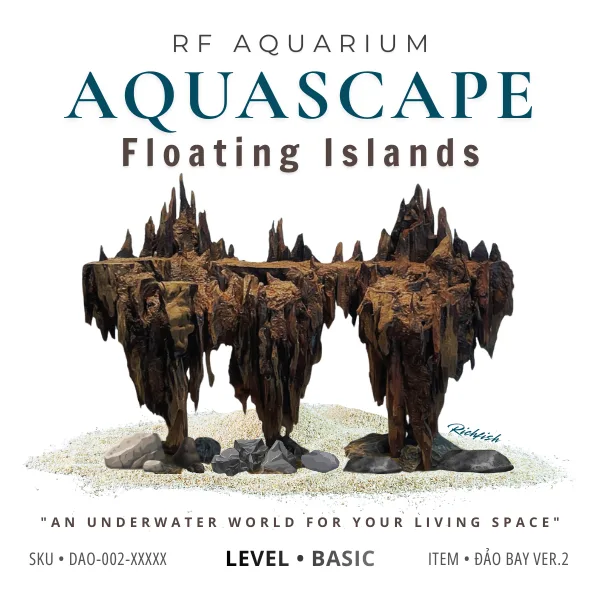 RF AQUARIUM
AQUASCAPE
Floating Islands
Richfish
"AN UNDERWATER WORLD FOR YOUR LIVING SPACE"
SKU • DAO-002-XXXXX
LEVEL • BASIC
ITEM • ĐẢO BAY VER.2